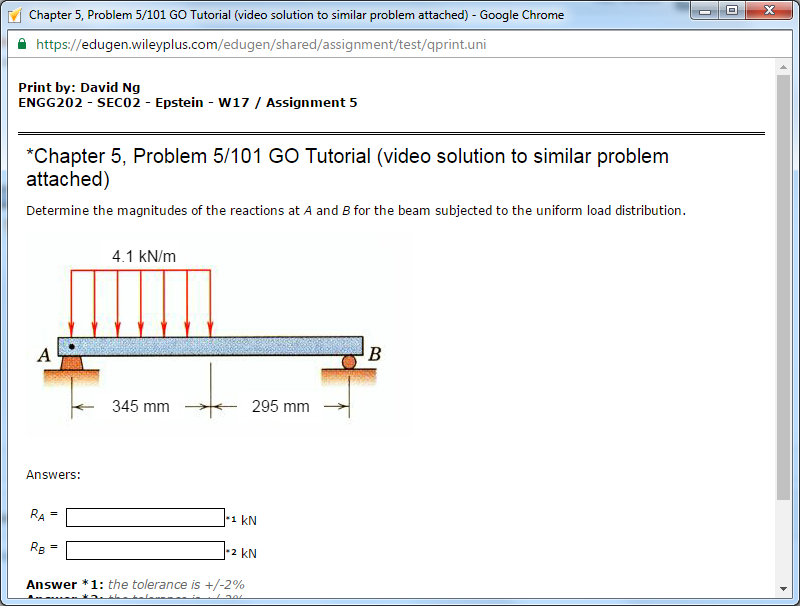 Chapter 5, Problem 5/101 GO Tutorial (video solution to similar problem attached) - Google Chrome
https://edugen.wileyplus.com/edugen/shared/assignment/test/qprint.uni
Print by: David Ng
ENGG202 - SEC02 - Epstein - W17 / Assignment 5
*Chapter 5, Problem 5/101 GO Tutorial (video solution to similar problem
attached)
Determine the magnitudes of the reactions at A and B for the beam subjected to the uniform load distribution.
4.1 kN/m
A
B
345 mm
295 mm
Answers:
RA = *1 kN
RB = *2 kN
Answer *1: the tolerance is +/-2%